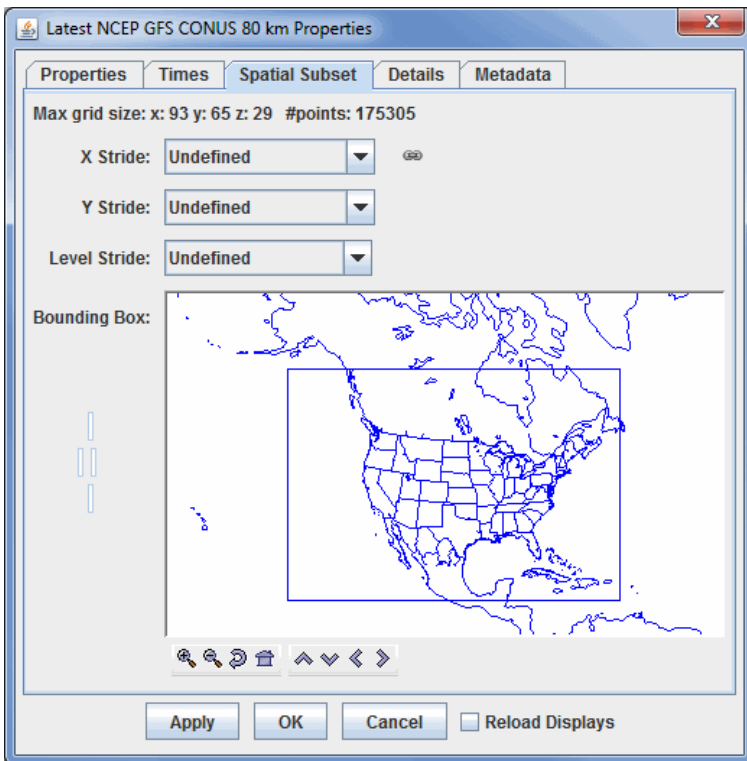 Latest NCEP GFS CONUS 80 km Properties
Properties Times Spatial Subset Details Metadata
Max grid size: x: 93 y: 65 z: 29 #points: 175305
X Stride: Undefined
Y Stride: Undefined
Level Stride: Undefined
Bounding Box:
Apply OK Cancel Reload Displays